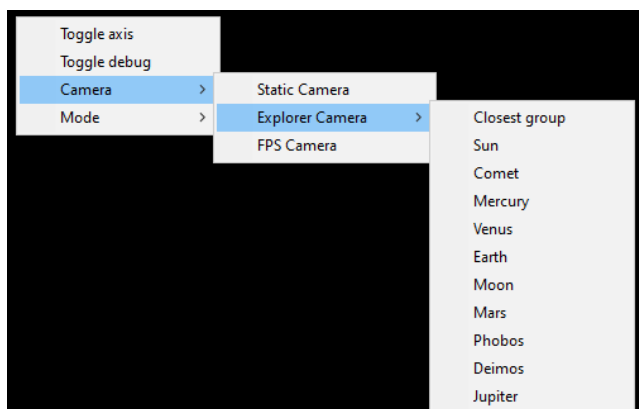 Toggle axis
Toggle debug
Camera
Mode
Static Camera
Explorer Camera
FPS Camera
Closest group
Sun
Comet
Mercury
Venus
Earth
Moon
Mars
Phobos
Deimos
Jupiter